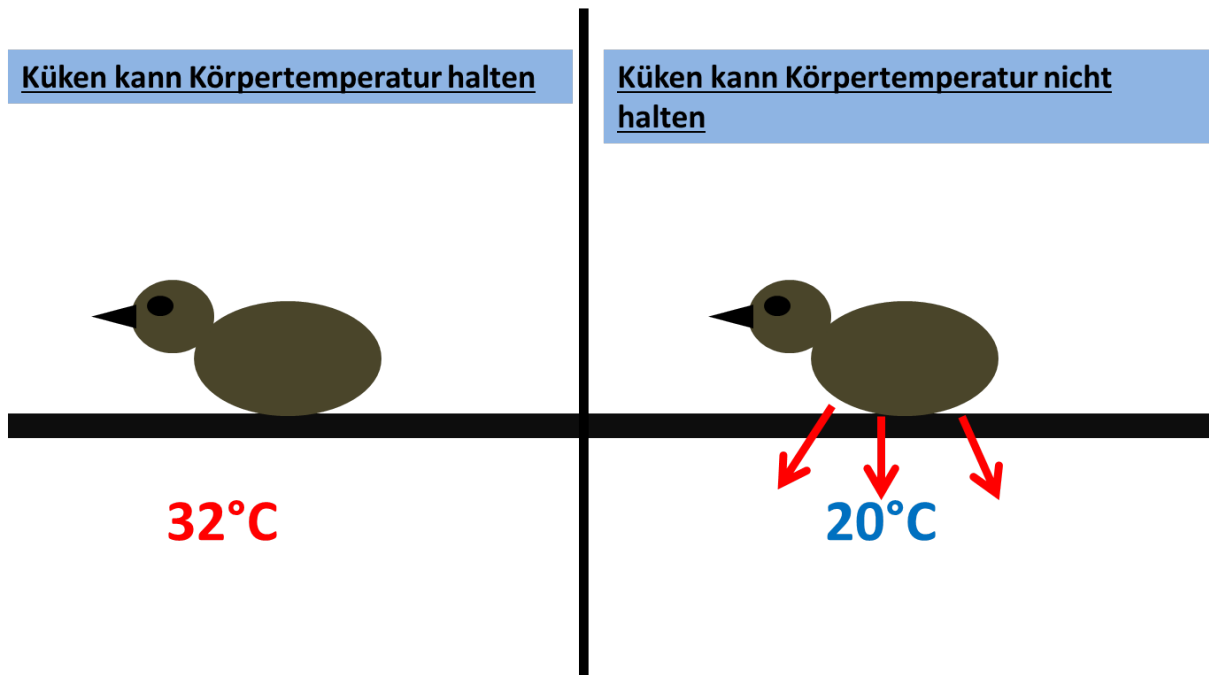 Küken kann Körpertemperatur halten
Küken kann Körpertemperatur nicht
halten
32°C
20°C